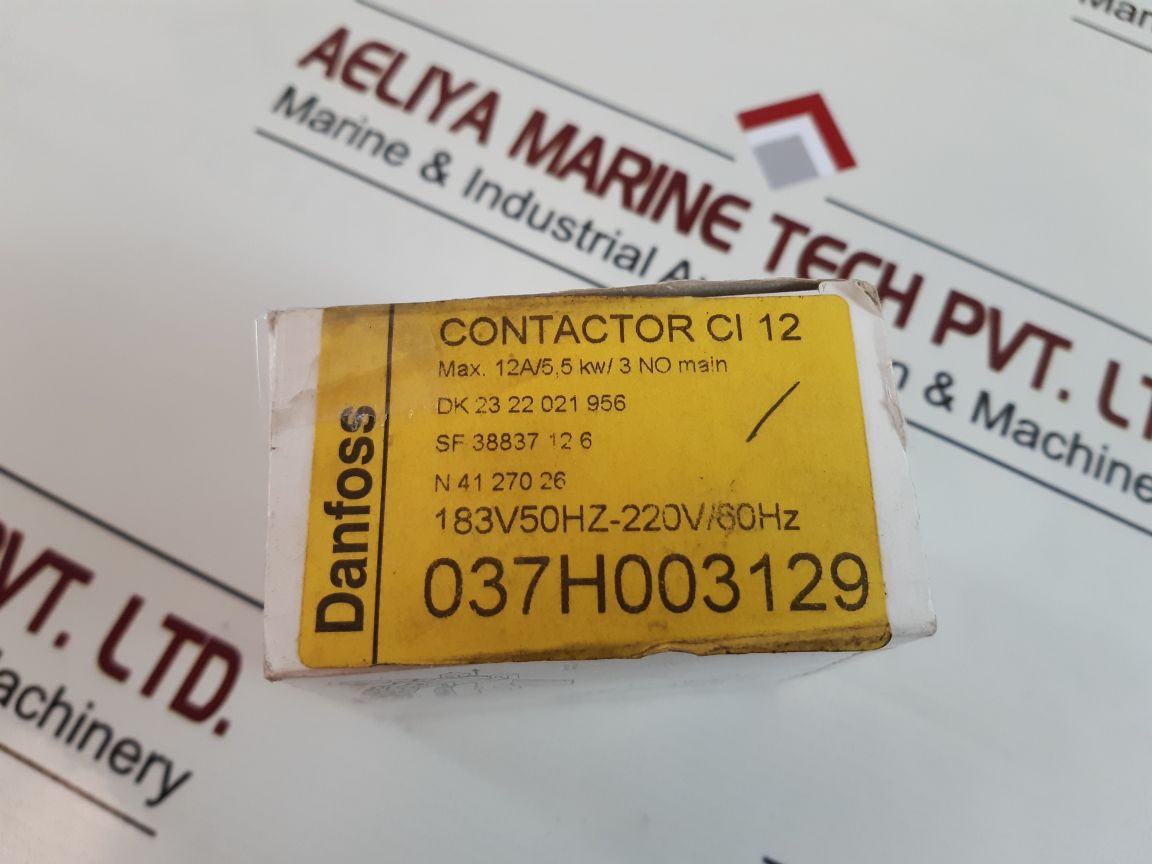 AELIYA MARINE TECH PVT. LT
Marine & Industrial A
n & Machine
Danfoss
CONTACTOR CI 12
Max. 12A/5,5 kw/ 3 NO main
DK 23 22 021 956
SF 38837 12 6
N 41 270 26
183V50HZ-220V/60Hz
037H003129
PVT. LTD.
achinery